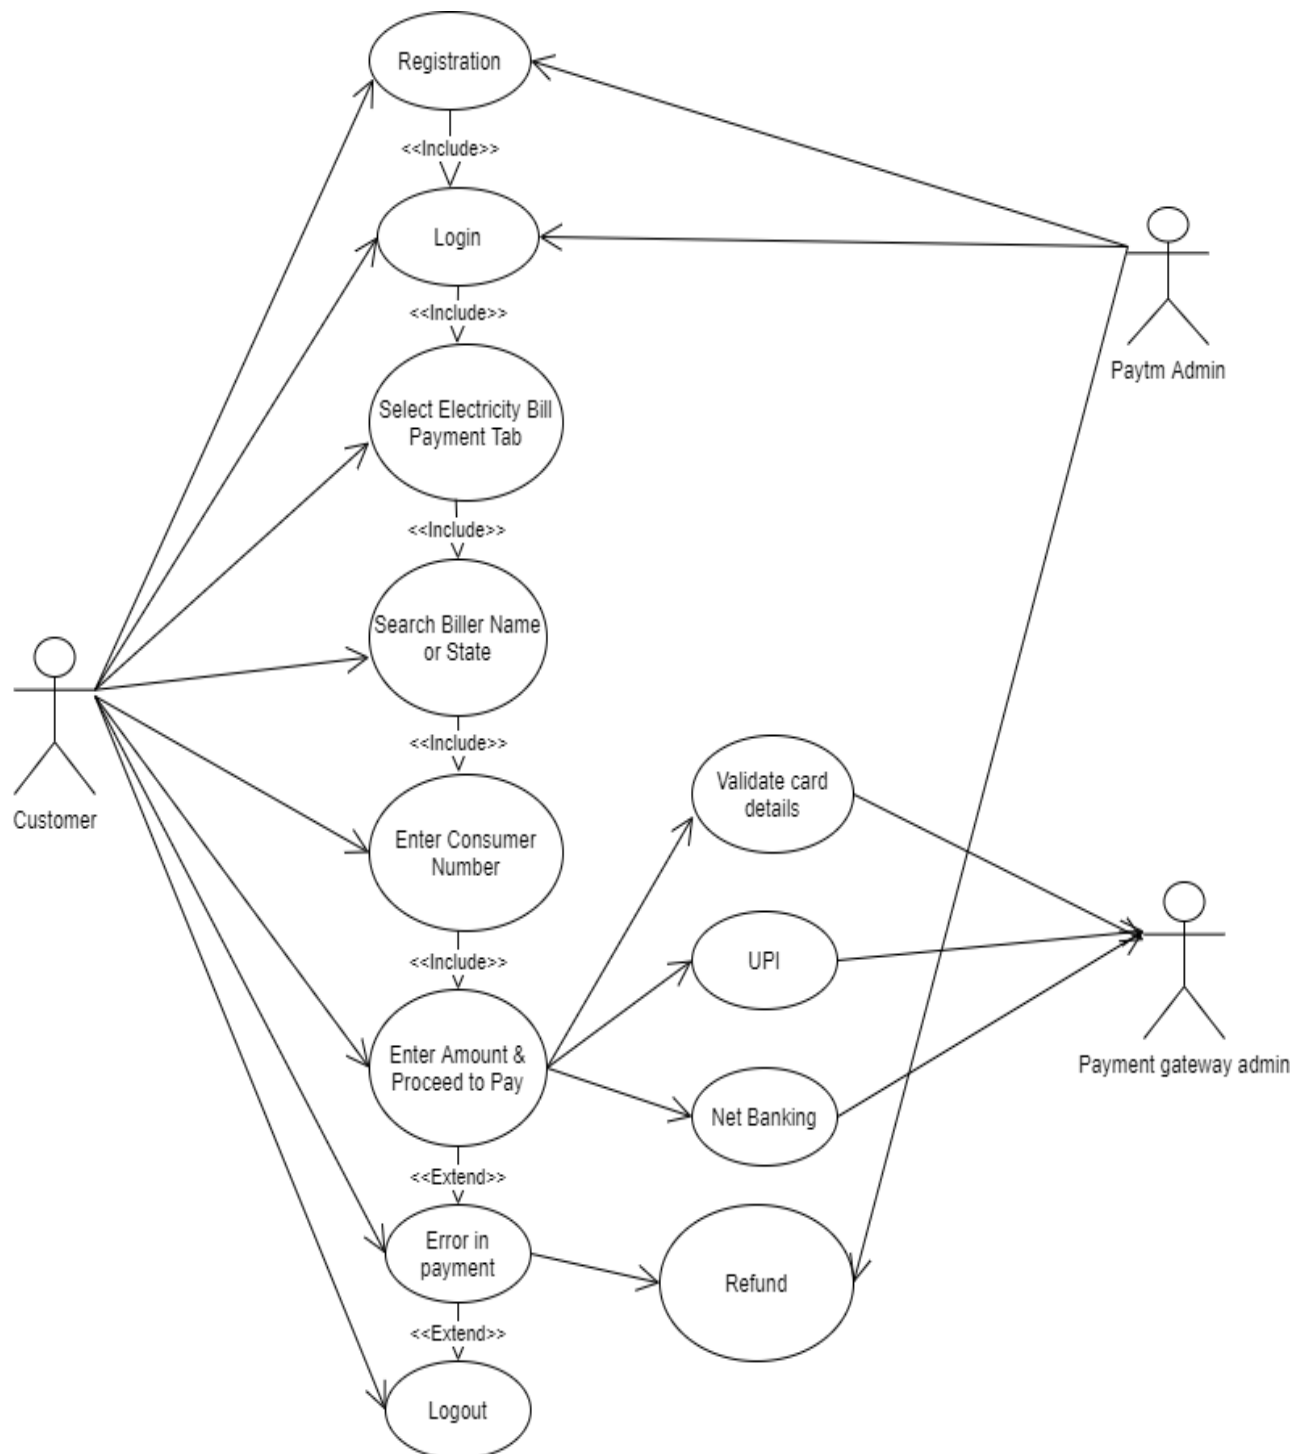 Registration
<<Include>>
Login
<<Include>>
Select Electricity Bill
Payment Tab
<<Include>>
Search Biller Name
or State
<<Include>>
Enter Consumer
Number
<<Include>>
Enter Amount &
Proceed to Pay
<<Extend>>
Error in
payment
<<Extend>>
Logout
Customer
Validate card
details
UPI
Net Banking
Refund
Paytm Admin
Payment gateway admin